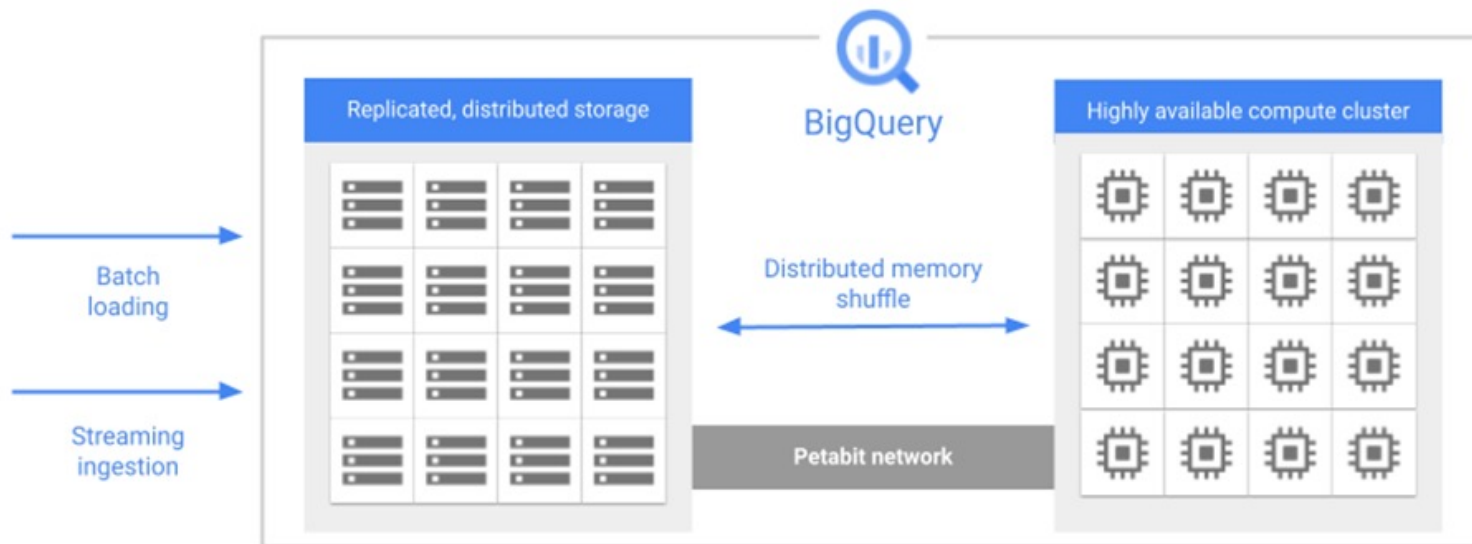 Replicated, distributed storage
BigQuery
Highly available compute cluster
Batch
loading
Streaming
ingestion
Distributed memory
shuffle
Petabit network